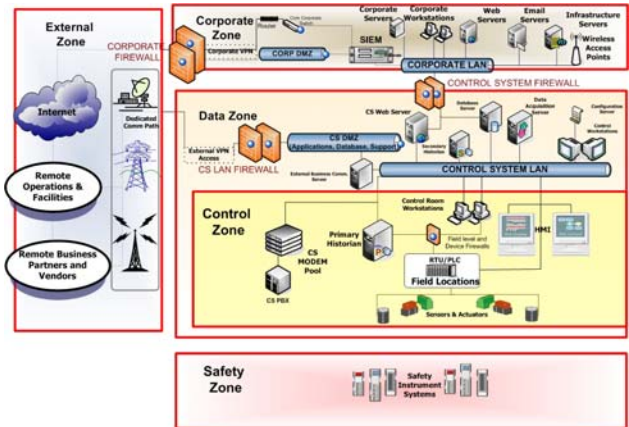 External
Zone
Internet
Dedicated
Comm Path
Remote
Operations &
Facilities
Remote Business
Partners and
Vendors
CORPORATE
FIREWALL
Corporate
Zone
Router
Core Corporate
Switch
Corporate VPN
CORP DMZ
SIEM
Corporate
Servers
Corporate
Workstations
Web
Servers
Email
Servers
Infrastructure
Servers
Wireless
Access
Points
CORPORATE LAN
CONTROL SYSTEM FIREWALL
Data Zone
External VPN
Access
CS LAN FIREWALL
CS DMZ
(Applications, Database, Support)
CS Web Server
Database
Server
Data
Acquisition
Server
Configuration
Server
Control
Workstations
Secondary
Historian
External Business Comm.
Server
CONTROL SYSTEM LAN
Control
Zone
CS
MODEM
Pool
CS PBX
Primary
Historian
Control Room
Workstations
Field level and
Device Firewalls
HMI
RTU/PLC
Field Locations
Sensors & Actuators
Safety
Zone
Safety
Instrument
Systems